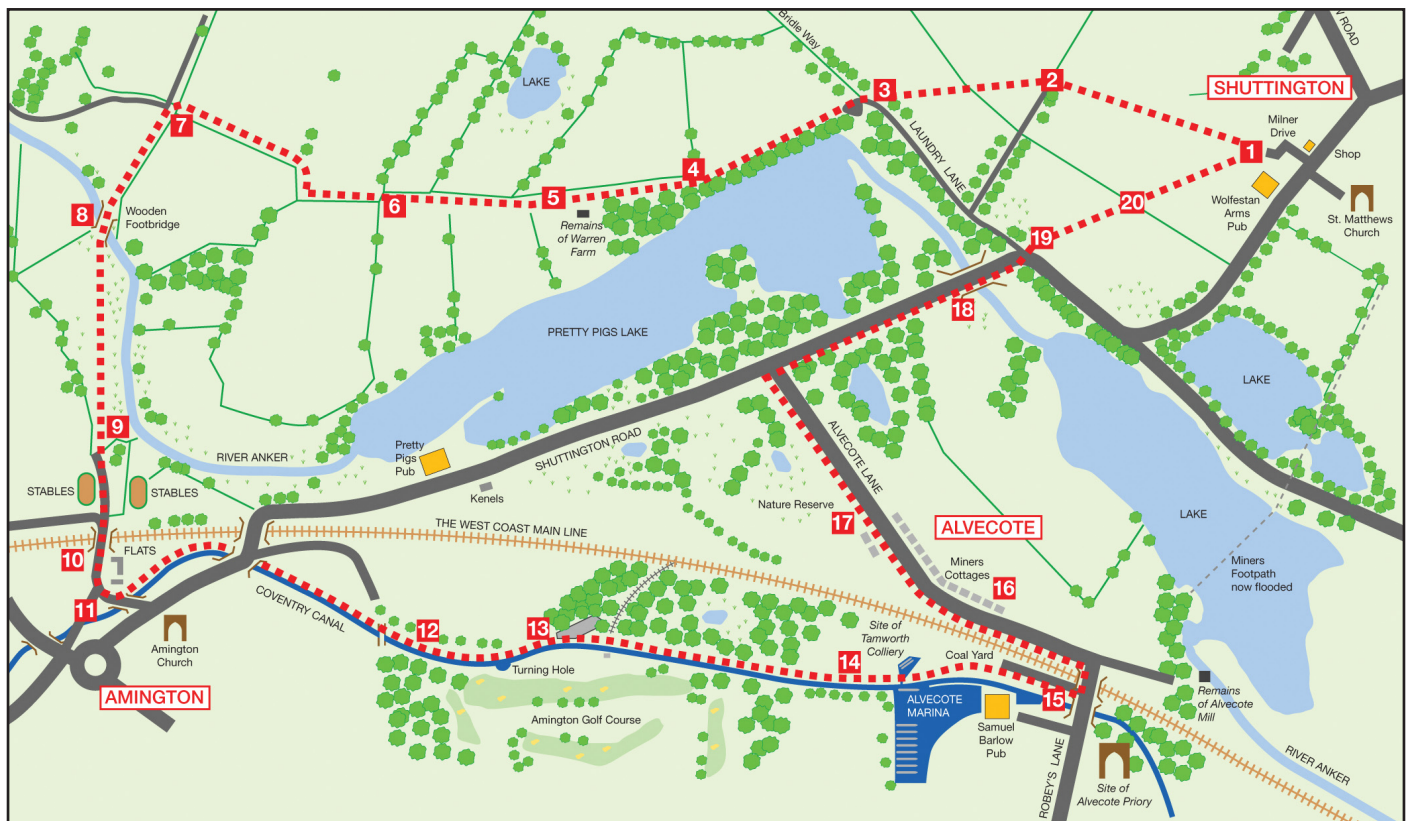 Bridle Way
W ROAD
2
3
SHUTTINGTON
LAKE
Milner
Drive
7
1
Shop
LAUNDRY LANE
4
5
20
6
8
Wooden
Footbridge
Wolfestan
Arms
Pub
St. Matthews
Church
Remains
of Warren
Farm
19
18
PRETTY PIGS LAKE
LAKE
9
RIVER ANKER
Pretty
Pigs
Pub
SHUTTINGTON ROAD
ALVECOTE LANE
STABLES
STABLES
Kenels
Nature Reserve
LAKE
17
ALVECOTE
THE WEST COAST MAIN LINE
10
FLATS
Miners
Cottages
16
Miners
Footpath
now flooded
COVENTRY CANAL
11
12
13
Site of
Tamworth
Colliery
Amington
Church
14
Coal Yard
Turning Hole
15
AMINGTON
ALVECOTE
MARINA
Remains
of Alvecote
Mill
Amington Golf Course
Samuel
Barlow
Pub
ROBEY'S LANE
RIVER ANKER
Site of
Alvecote Priory